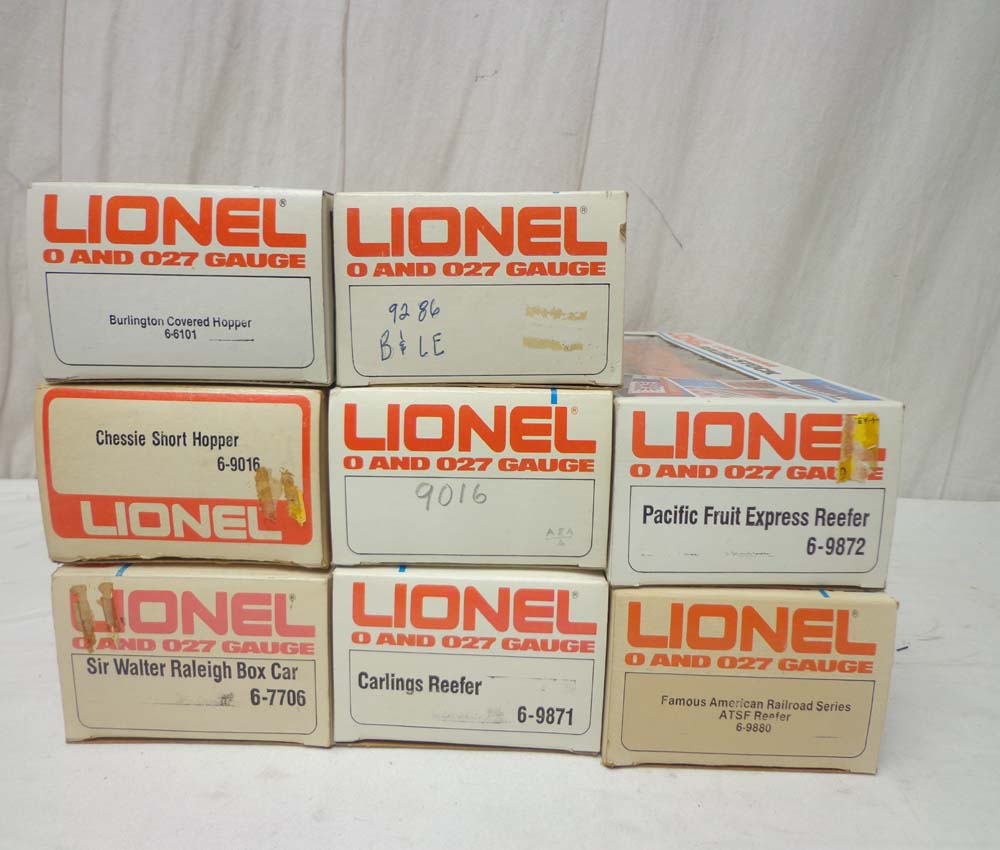 LIONEL®
O AND O27 GAUGE
Burlington Covered Hopper
6-6101
LIONEL®
O AND O27 GAUGE
9286
B & LE
Chessie Short Hopper
6-9016
LIONEL
LIONEL®
O AND O27 GAUGE
9016
LIONEL
O AND O27 GAUGE
Pacific Fruit Express Reefer
6-9872
LIONEL®
O AND O27 GAUGE
Sir Walter Raleigh Box Car
6-7706
LIONEL®
O AND O27 GAUGE
Carlings Reefer
6-9871
LIONEL®
O AND O27 GAUGE
Famous American Railroad Series
ATSF Reefer
6-9880